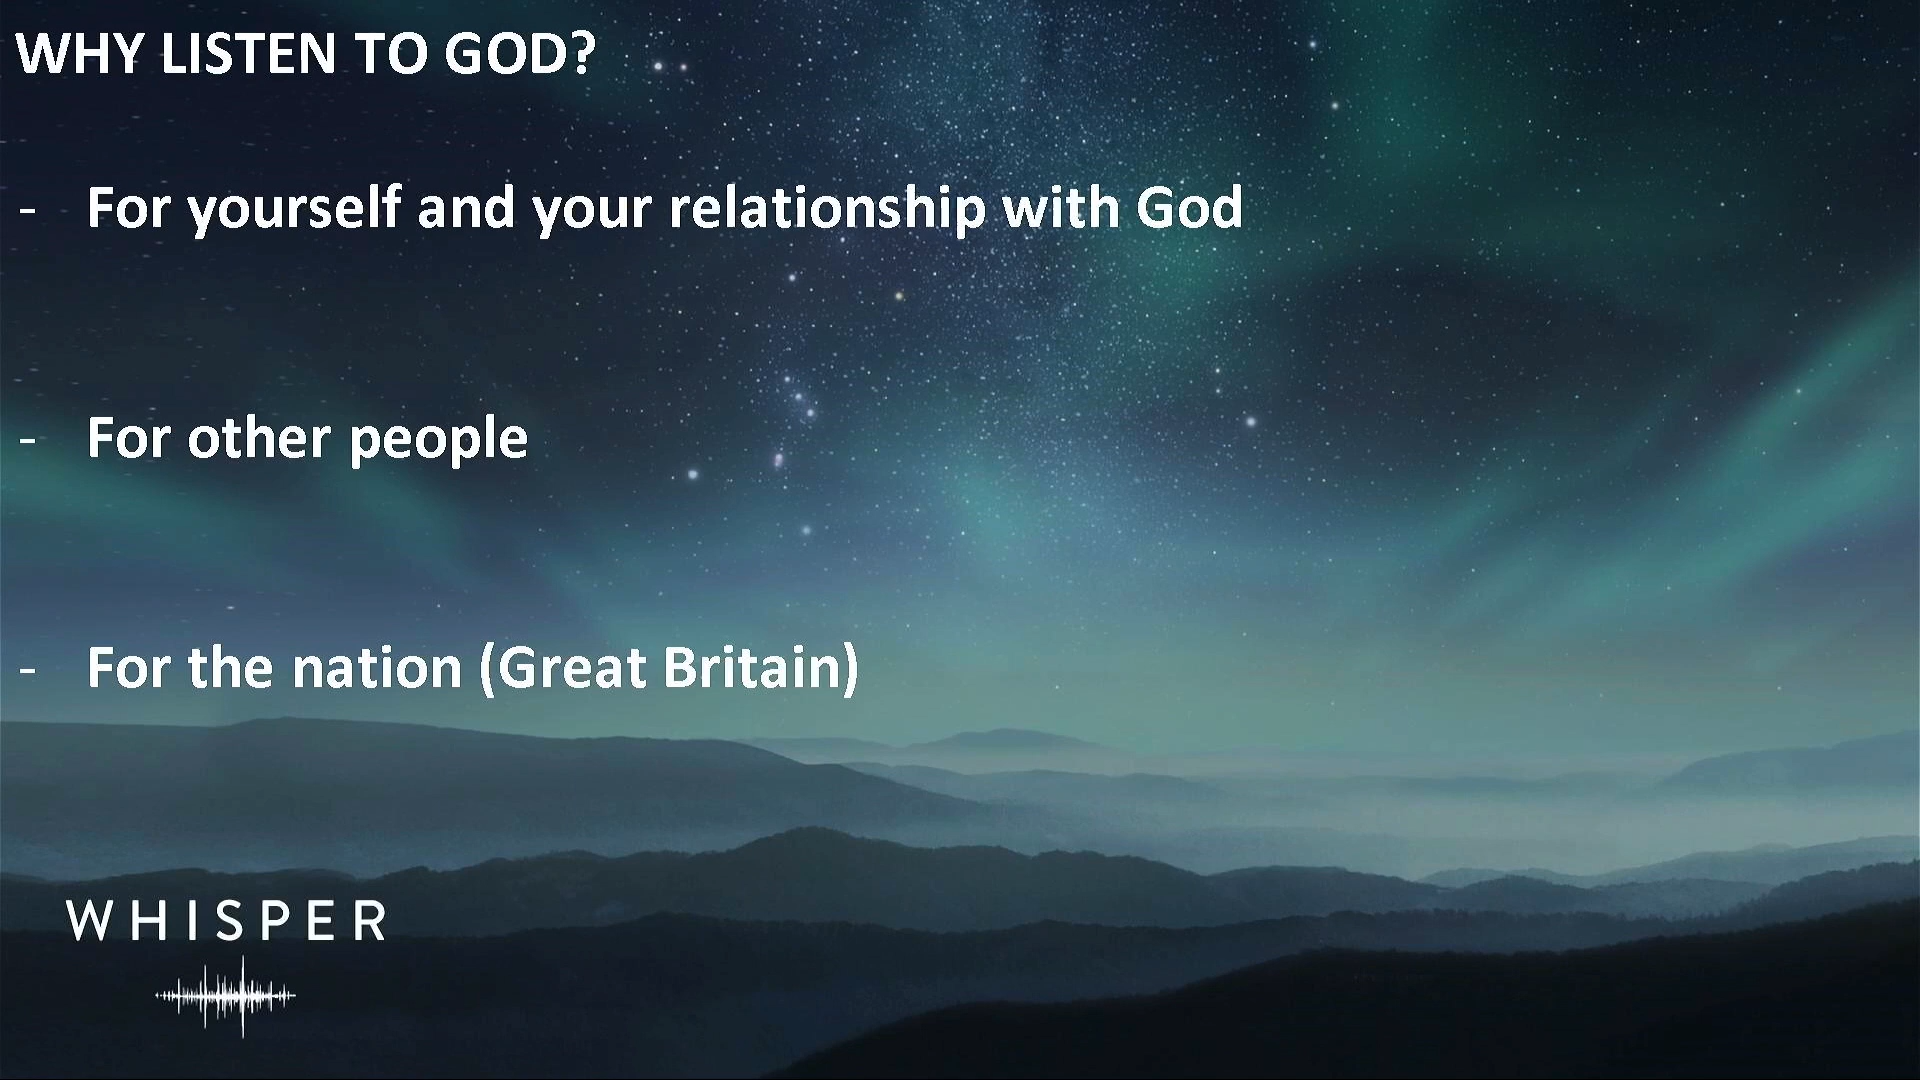 WHY LISTEN TO GOD?
- For yourself and your relationship with God
- For other people
- For the nation (Great Britain)
WHISPER